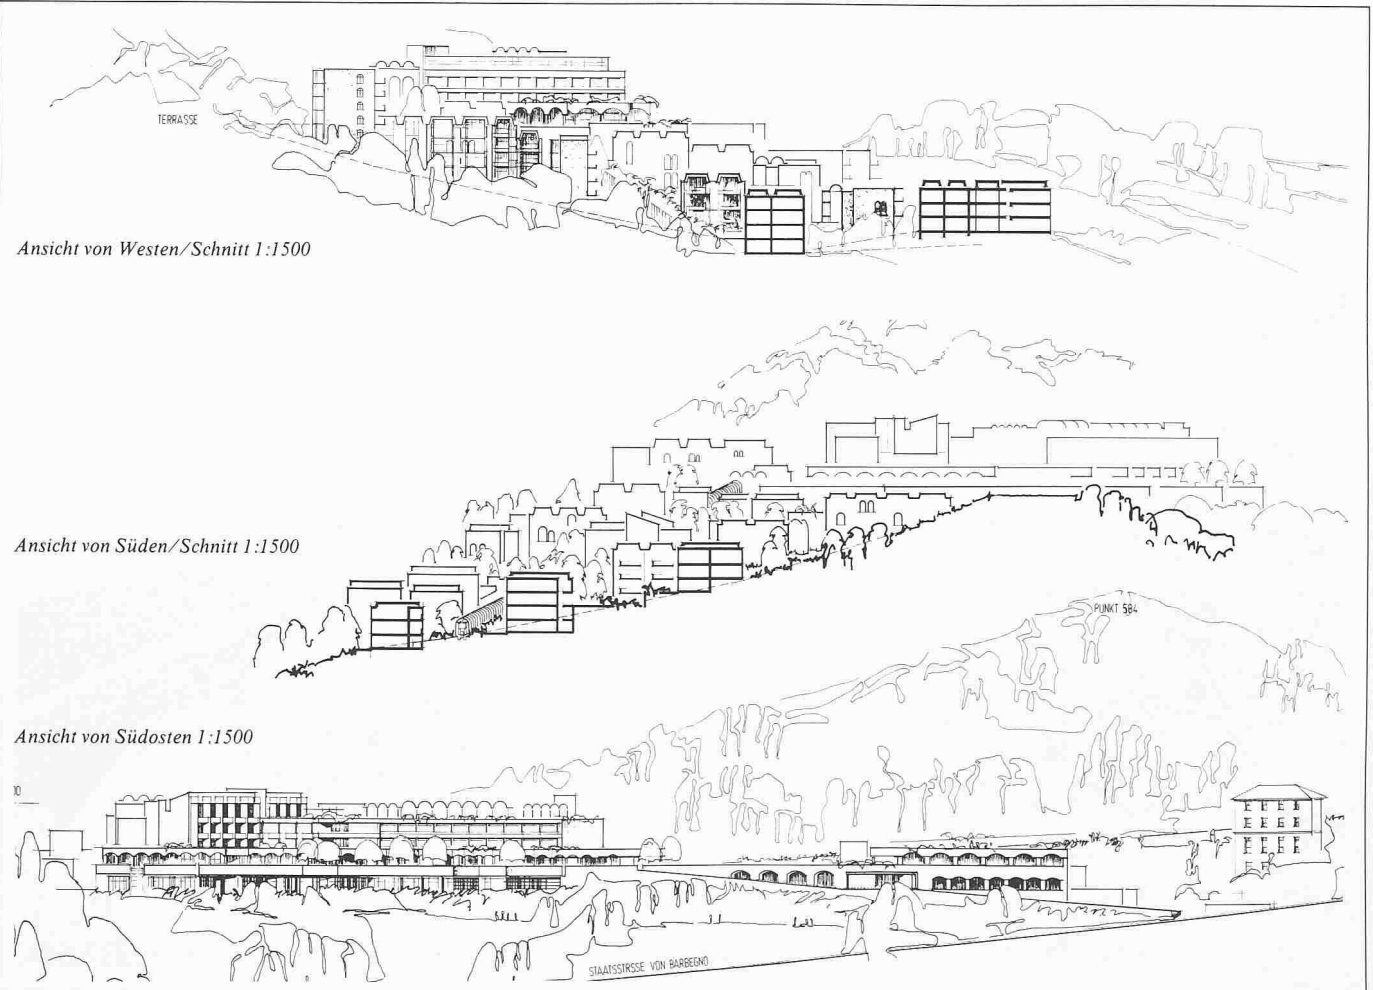 TERRASSE
Ansicht von Westen/Schnitt 1:1500
Ansicht von Süden/Schnitt 1:1500
PUNKT 584
Ansicht von Südosten 1:1500
STAATSSTRSSE VON BARBEGNO